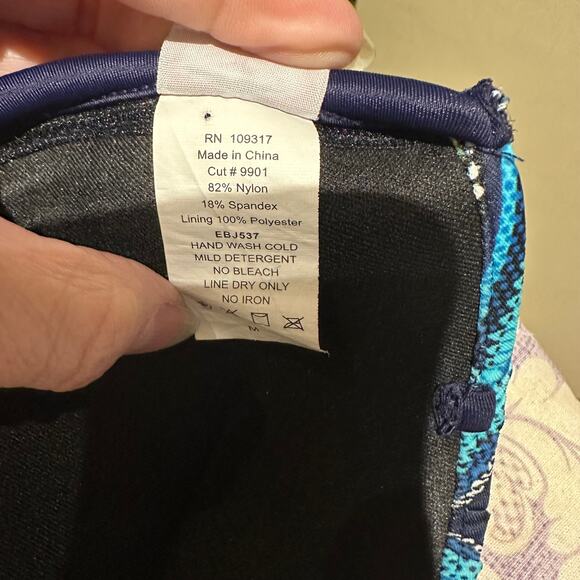 RN 109317
Made in China
Cut # 9901
82% Nylon
18% Spandex
Lining 100% Polyester
EBJ537
HAND WASH COLD
MILD DETERGENT
NO BLEACH
LINE DRY ONLY
NO IRON
M